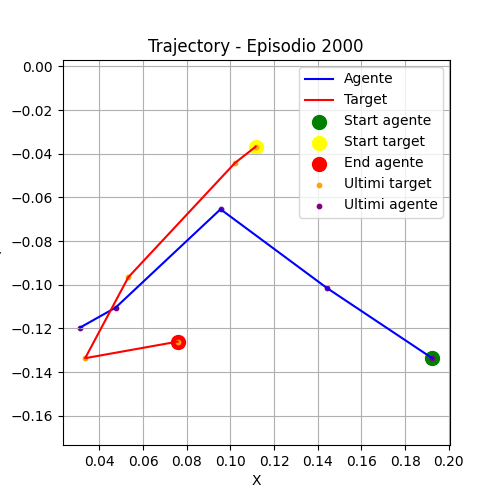 Trajectory - Episodio 2000
Agente
Target
Start agente
Start target
End agente
Ultimi target
Ultimi agente
0.00
−0.02
−0.04
−0.06
−0.08
−0.10
−0.12
−0.14
−0.16
0.04 0.06 0.08 0.10 0.12 0.14 0.16 0.18 0.20
X